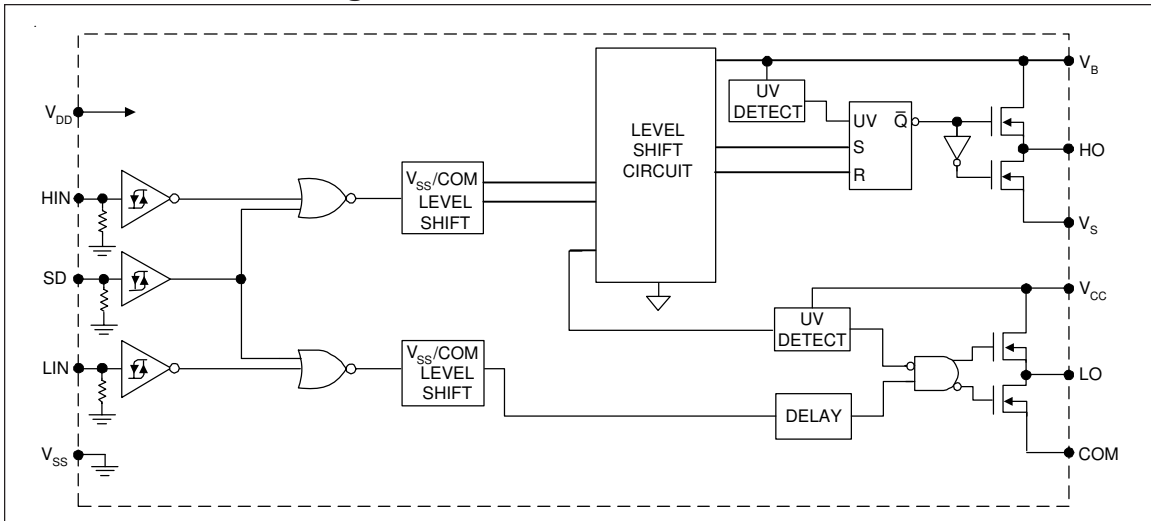 V_DD
HIN
SD
LIN
V_SS
V_SS/COM
LEVEL
SHIFT
V_SS/COM
LEVEL
SHIFT
LEVEL
SHIFT
CIRCUIT
UV
DETECT
UV Q̅
S
R
UV
DETECT
DELAY
V_B
HO
V_S
V_CC
LO
COM